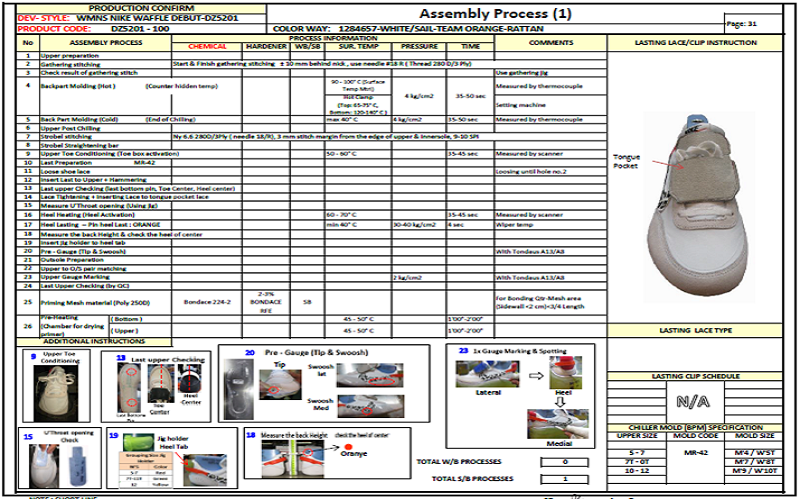 PRODUCTION CONFIRM
Assembly Process (1)
DEV- STYLE: WMNS NIKE WAFFLE DEBUT-DZ5201
Page: 31
PRODUCT CODE: DZ5201 - 100
COLOR WAY: 1284657-WHITE/SAIL-TEAM ORANGE-RATTAN
PROCESS INFORMATION
No ASSEMBLY PROCESS CHEMICAL HARDENER WB/SB SUR. TEMP PRESSURE TIME COMMENTS LASTING LACE/CLIP INSTRUCTION
1 Upper preparation
2 Gathering stitching Start & Finish gathering stitching ± 10 mm behind nick , use needle #18 R ( Thread 280 D/3 Ply)
3 Check result of gathering stitch Use gathering jig
4 Backpart Molding (Hot ) (Counter hidden temp) 90 - 100° C (Surface Temp Mtrl) 4 kg/cm2 35-50 sec Measured by thermocouple
Hot Clamp (Top: 65-75° C, Bottom: 120-140° C ) Setting machine
5 Back Part Molding (Cold) (End of Chilling) max 40° C 4 kg/cm2 35-50 sec Measured by thermocouple
6 Upper Post Chilling
7 Strobel stitching Ny 6.6 280D/3Ply ( needle 18/R), 3 mm stitch margin from the edge of upper & innersole, 9-10 SPI
8 Strobel Straightening bar
9 Upper Toe Conditioning (Toe box activation) 50 - 60° C 35-45 sec Measured by scanner
10 Last Preparation MR-42
11 Loose shoe lace Loosing until hole no.2
12 Insert Last to Upper + Hammering
13 Last upper Checking (last bottom pin, Toe Center, Heel center)
14 Lace Tightening + Inserting Lace to tongue pocket lace
15 Measure U'Throat opening (Using Jig)
16 Heel Heating (Heel Activation) 60 - 70° C 35-45 sec Measured by scanner
17 Heel Lasting – Pin heel Last : ORANGE min 40° C 30-40 kg/cm2 4 sec Wiper temp
18 Measure the back Height & check the heel of center
19 Insert Jig holder to heel tab
20 Pre - Gauge (Tip & Swoosh) With Tondeus A13/AB
21 Outsole Preparation
22 Upper to O/S pair matching
23 Upper Gauge Marking 2 kg/cm2 With Tondeus A13/AB
24 Last Upper Checking (by QC)
25 Priming Mesh material (Poly 250D) Bondace 224-2 2-3% BONDACE RFE SB For Bonding Qtr-Mesh area (Sidewall <2 cm)=3/4 Length
26 Pre-Heating (Chamber for drying primer) ( Bottom ) 45 - 50° C 1'00"-2'00"
( Upper ) 45 - 50° C 1'00"-2'00"
Tongue
Pocket
LASTING LACE TYPE
LASTING CLIP SCHEDULE
N/A
CHILLER MOLD (BPM) SPECIFICATION
UPPER SIZE MOLD CODE MOLD SIZE
5 - 7 MR-42 M'4 / W'5T
7T - 0T M'7 / W'8T
10 - 12 M'9 / W'10T
ADDITIONAL INSTRUCTIONS
9 Upper Toe Conditioning
13 Last upper Checking
Last Bottom
Toe Center
Heel Center
20 Pre - Gauge (Tip & Swoosh)
Tip
Swoosh lat
Swoosh Med
23 1x Gauge Marking & Spotting
Lateral
Heel
Medial
15 U'Throat opening Check
19 Jig holder Heel Tab
W'S Color
5-7 Red
7T-10T Green
12 Yellow
18 Measure the back Height check the heel of center
Oranye
TOTAL W/B PROCESSES 0
TOTAL S/B PROCESSES 1